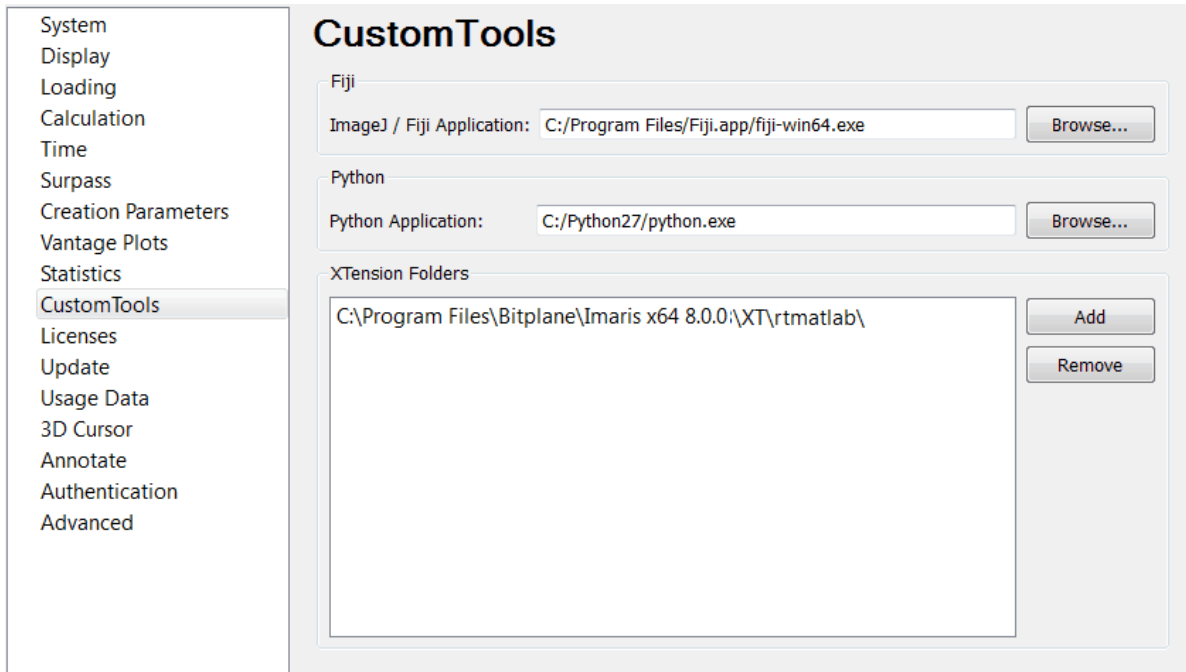 System
Display
Loading
Calculation
Time
Surpass
Creation Parameters
Vantage Plots
Statistics
CustomTools
Licenses
Update
Usage Data
3D Cursor
Annotate
Authentication
Advanced
CustomTools
Fiji
ImageJ / Fiji Application: C:/Program Files/Fiji.app/fiji-win64.exe Browse...
Python
Python Application: C:/Python27/python.exe Browse...
XTension Folders
C:\Program Files\Bitplane\Imaris x64 8.0.0\XT\rtmatlab\
Add
Remove